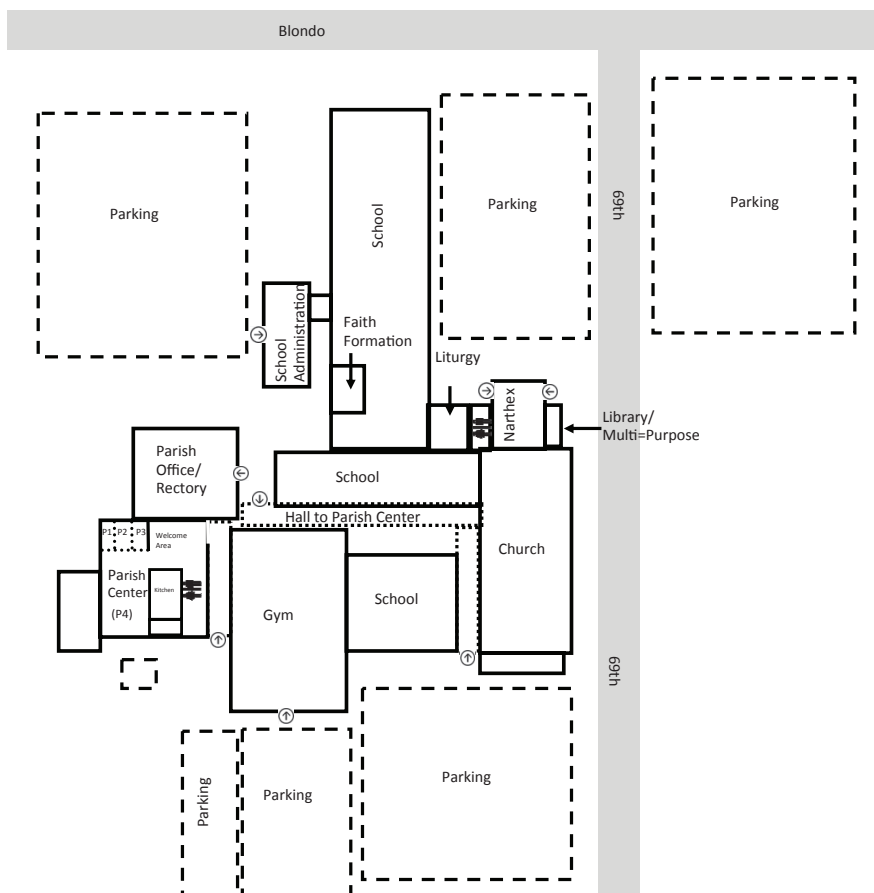 Blondo
Parking
School
Parking
69th
Parking
School
Administration
Faith
Formation
Liturgy
Narthex
Library/
Multi=Purpose
Parish
Office/
Rectory
School
Hall to Parish Center
P1
P2
P3
Welcome
Area
Parish
Center
(P4)
Kitchen
Gym
School
Church
69th
Parking
Parking
Parking